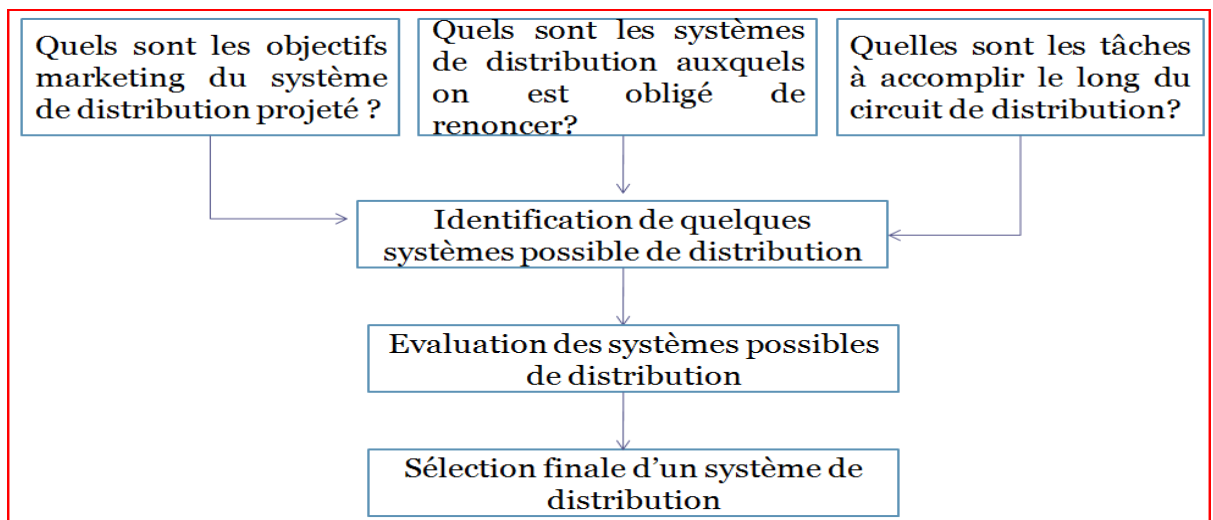 Quels sont les objectifs
marketing du système
de distribution projeté ?
Quels sont les systèmes
de distribution auxquels
on est obligé de
renoncer?
Quelles sont les tâches
à accomplir le long du
circuit de distribution?
Identification de quelques
systèmes possible de distribution
Evaluation des systèmes possibles
de distribution
Sélection finale d’un système de
distribution